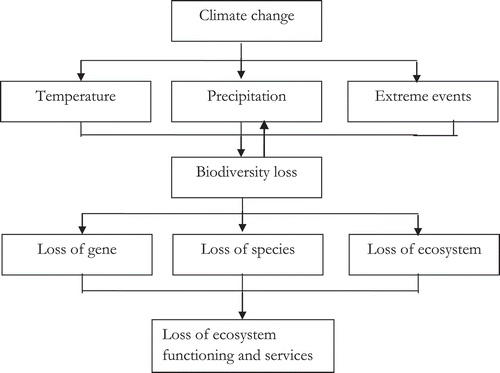 Climate change
Temperature
Precipitation
Extreme events
Biodiversity loss
Loss of gene
Loss of species
Loss of ecosystem
Loss of ecosystem
functioning and services